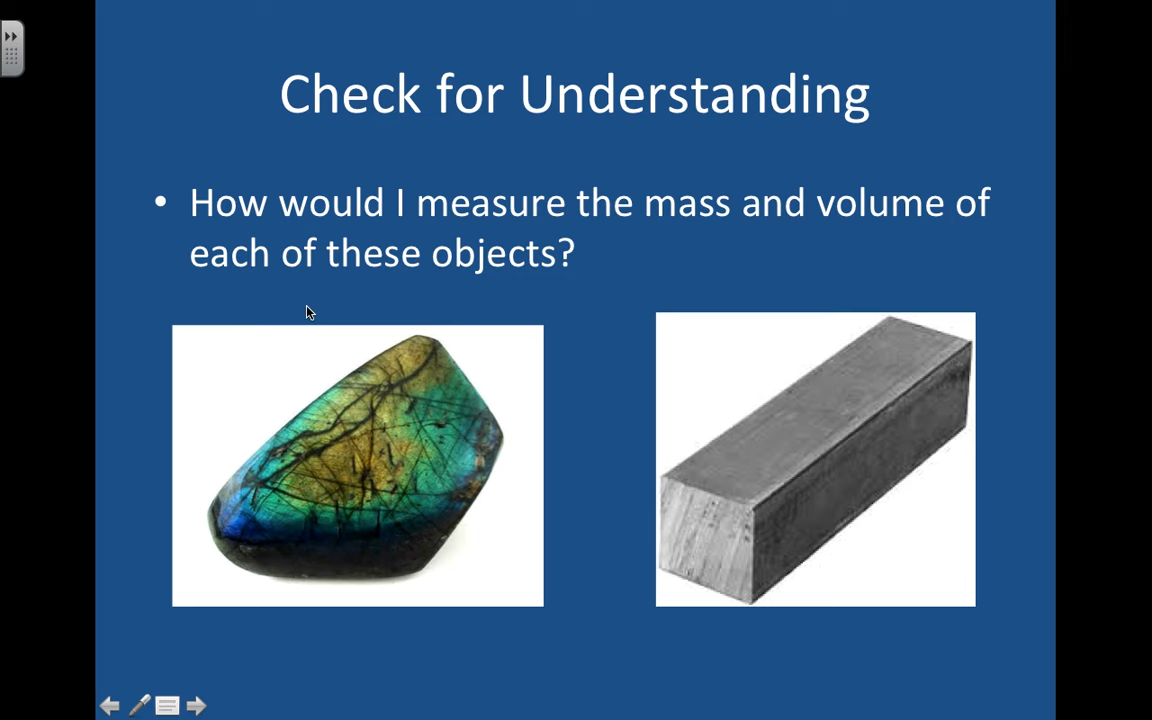 Check for Understanding
• How would I measure the mass and volume of
each of these objects?